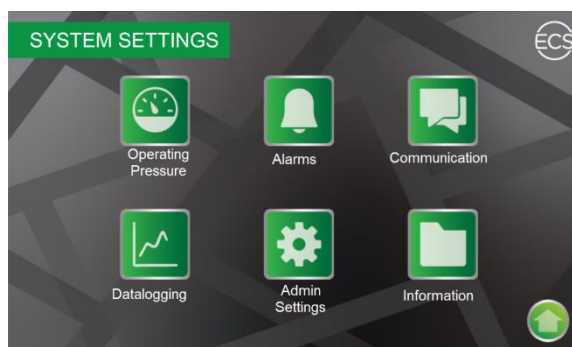 SYSTEM SETTINGS
ECS
Operating
Pressure
Alarms
Communication
Datalogging
Admin
Settings
Information